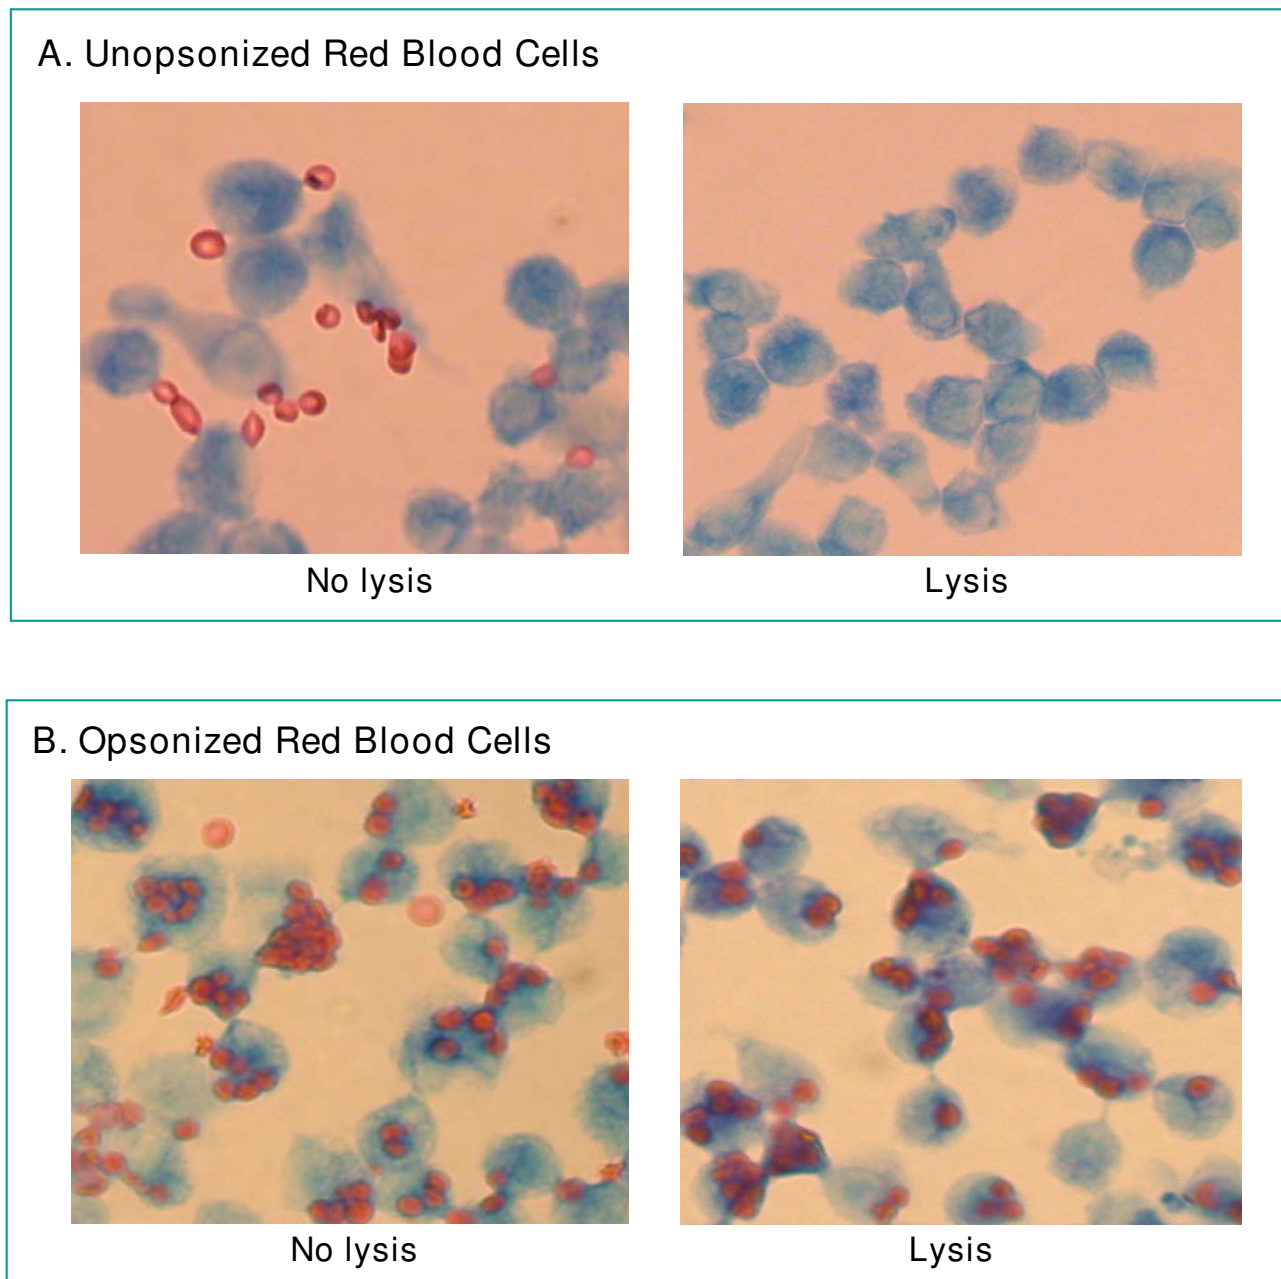 A. Unopsonized Red Blood Cells
No lysis
Lysis
B. Opsonized Red Blood Cells
No lysis
Lysis